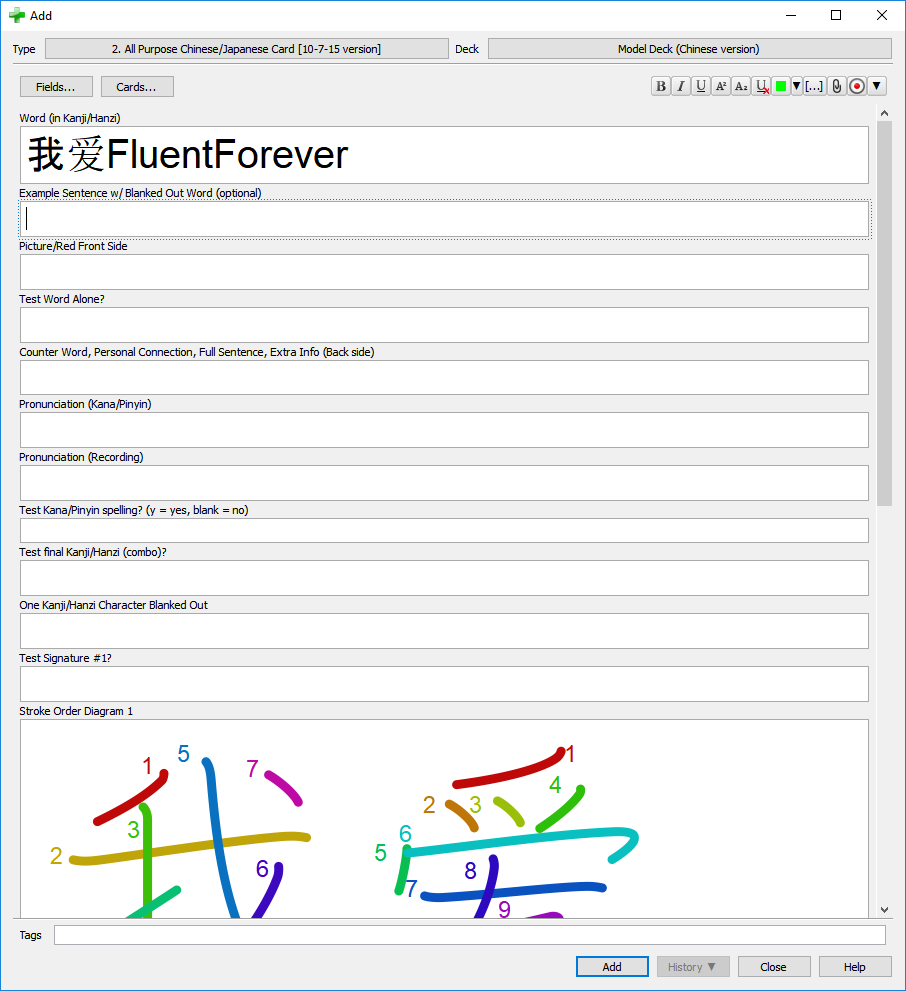 Add
Type 2. All Purpose Chinese/Japanese Card [10-7-15 version] Deck Model Deck (Chinese version)
Fields... Cards... B I U A² A₂ U [...]
Word (in Kanji/Hanzi)
我爱FluentForever
Example Sentence w/ Blanked Out Word (optional)
Picture/Red Front Side
Test Word Alone?
Counter Word, Personal Connection, Full Sentence, Extra Info (Back side)
Pronunciation (Kana/Pinyin)
Pronunciation (Recording)
Test Kana/Pinyin spelling? (y = yes, blank = no)
Test final Kanji/Hanzi (combo)?
One Kanji/Hanzi Character Blanked Out
Test Signature #1?
Stroke Order Diagram 1
1 5 7 3 2 6
1 4 2 3 6 5 8 7 9
Tags
Add History ▼ Close Help